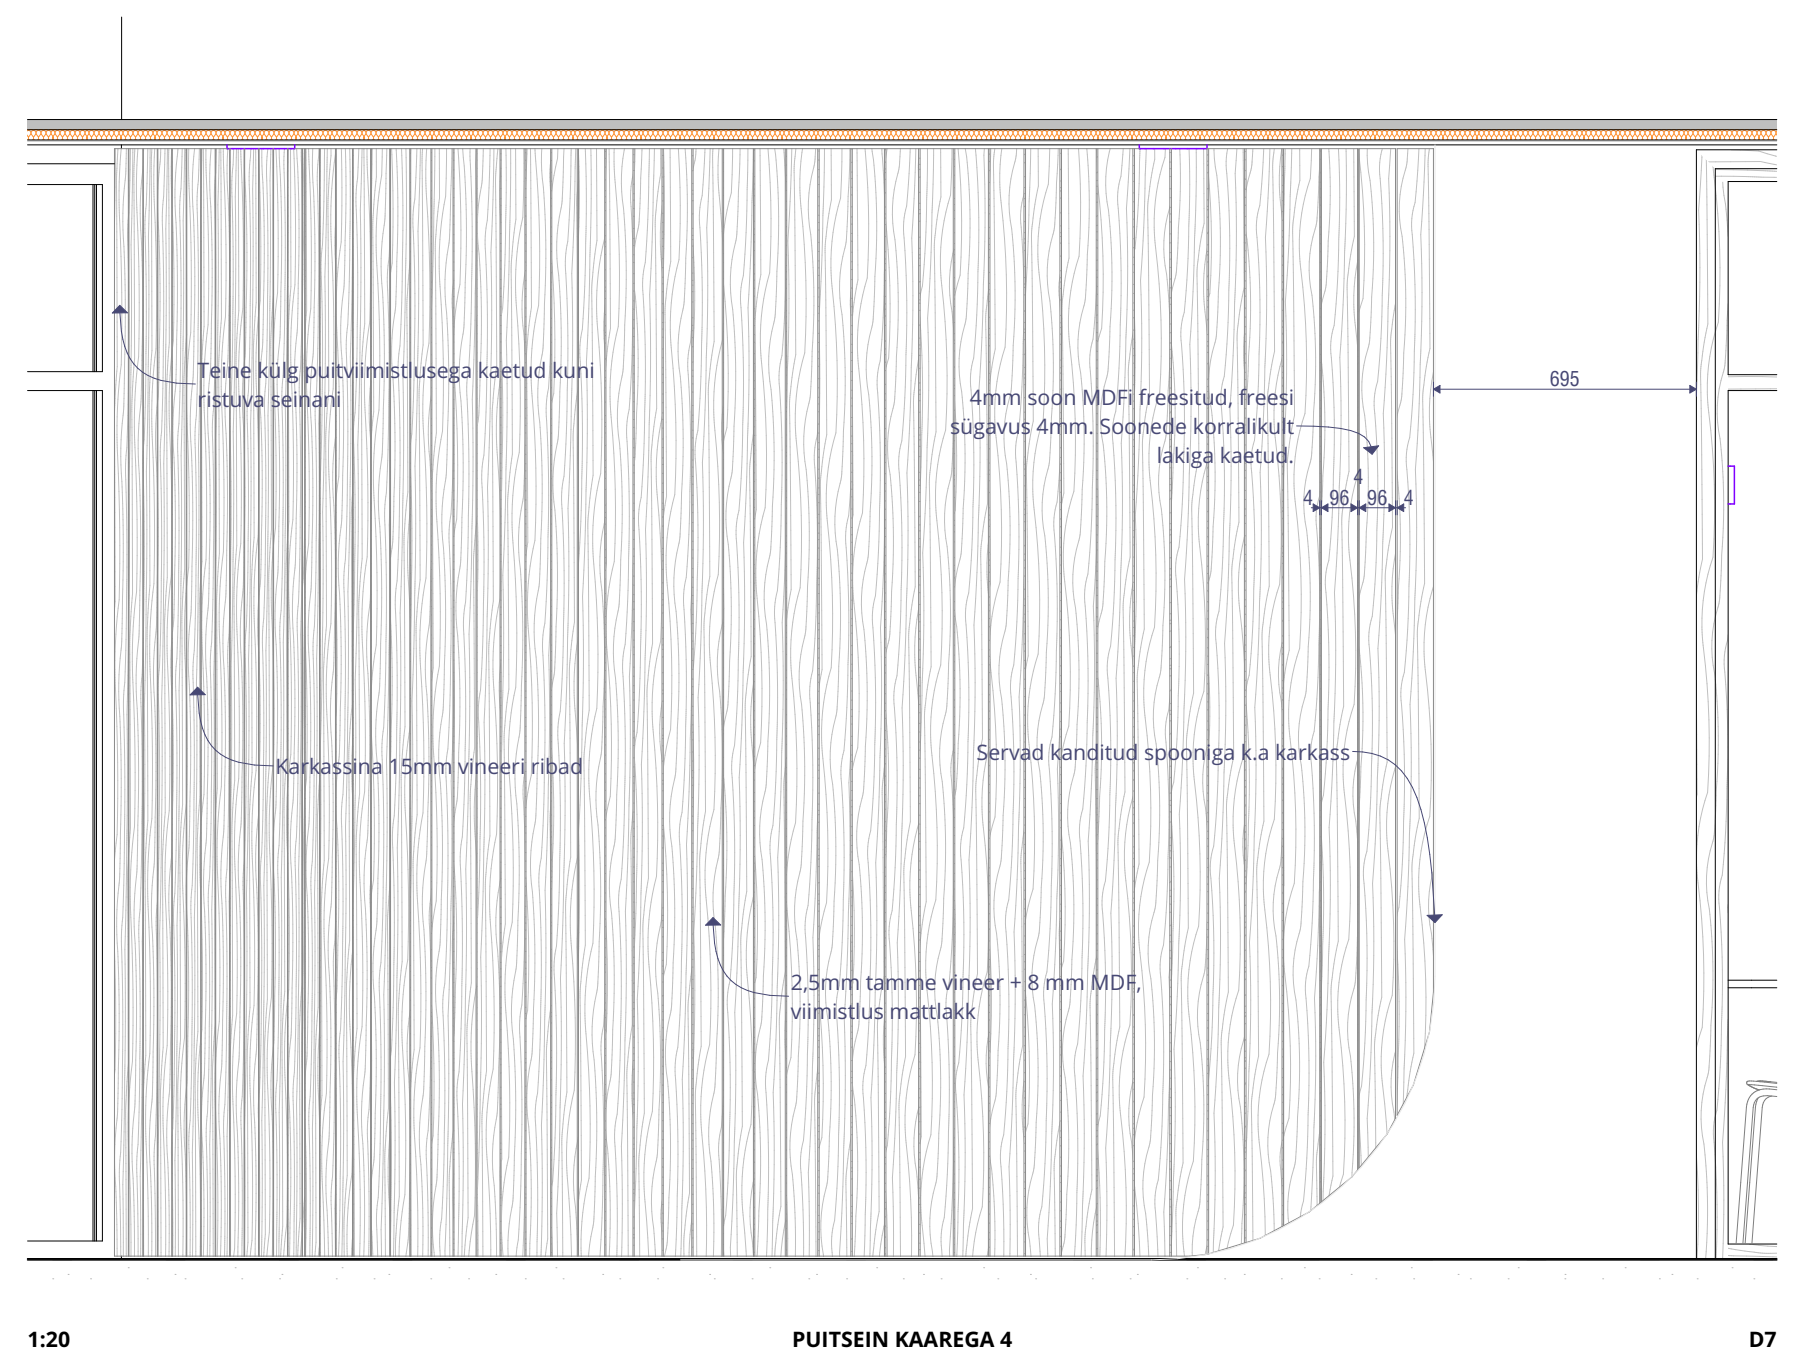 Teine külg puitviimistlusega kaetud kuni
ristuva seinani
4mm soon MDFi freesitud, freesi
sügavus 4mm. Soonede korralikult
lakiga kaetud.
695
4
4 96 96 4
Servad kanditud spooniga k.a karkass
Karkassina 15mm vineeri ribad
2,5mm tamme vineer + 8 mm MDF,
viimistlus mattlakk
1:20 PUITSEIN KAAREGA 4 D7